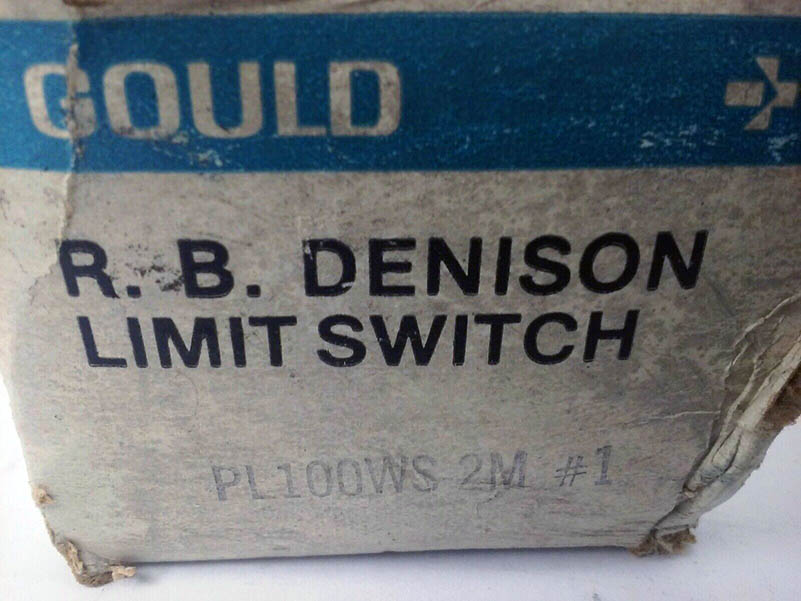 GOULD
R. B. DENISON
LIMIT SWITCH
PL100WS 2M #1